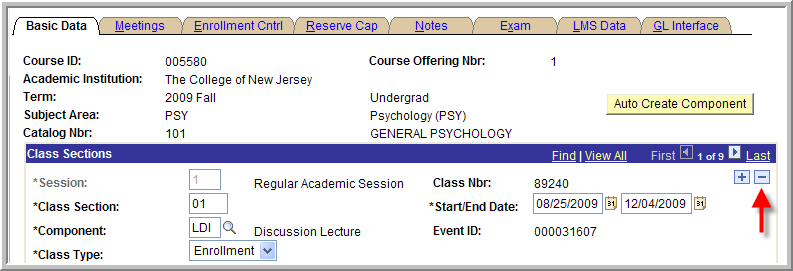 Basic Data Meetings Enrollment Cntrl Reserve Cap Notes Exam LMS Data GL Interface
Course ID: 005580 Course Offering Nbr: 1
Academic Institution: The College of New Jersey
Term: 2009 Fall Undergrad
Auto Create Component
Subject Area: PSY Psychology (PSY)
Catalog Nbr: 101 GENERAL PSYCHOLOGY
Class Sections Find | View All First 1 of 9 Last
*Session: 1 Regular Academic Session Class Nbr: 89240
*Class Section: 01 *Start/End Date: 08/25/2009 31 12/04/2009 31
*Component: LDI Discussion Lecture Event ID: 000031607
*Class Type: Enrollment